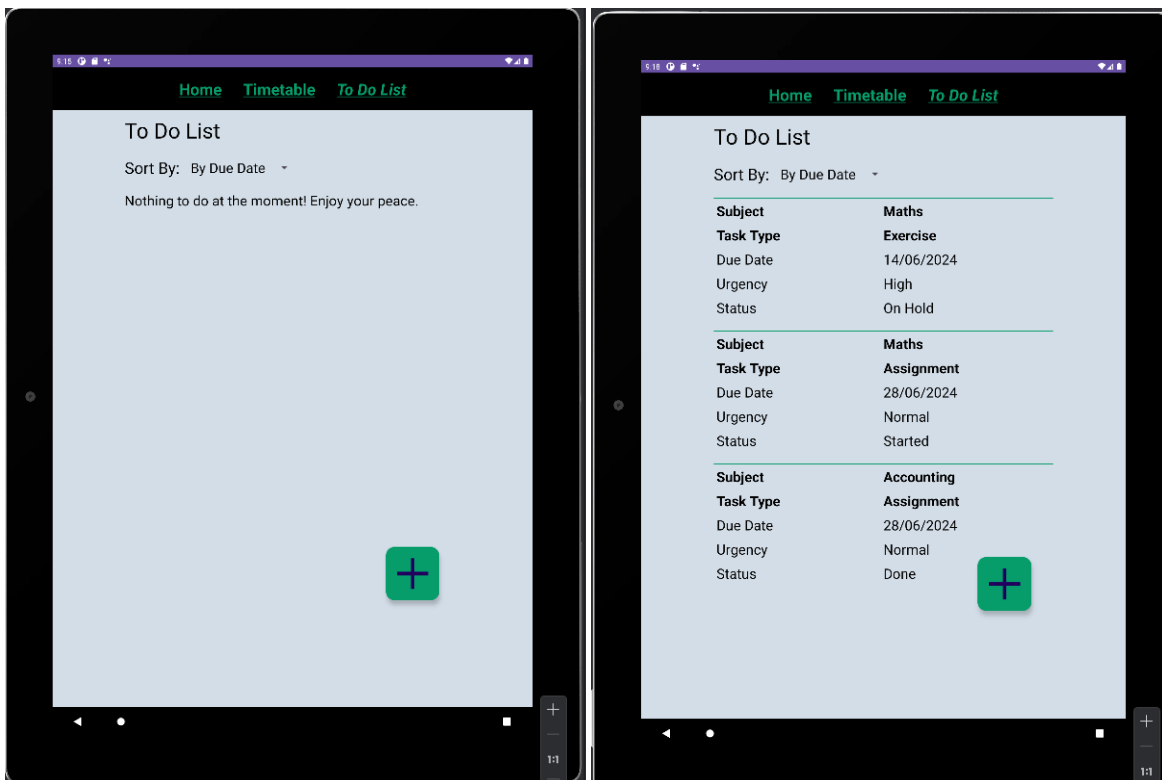 9:15
Home Timetable To Do List
To Do List
Sort By: By Due Date
Nothing to do at the moment! Enjoy your peace.
1:1
9:18
Home Timetable To Do List
To Do List
Sort By: By Due Date
Subject Maths
Task Type Exercise
Due Date 14/06/2024
Urgency High
Status On Hold
Subject Maths
Task Type Assignment
Due Date 28/06/2024
Urgency Normal
Status Started
Subject Accounting
Task Type Assignment
Due Date 28/06/2024
Urgency Normal
Status Done
1:1